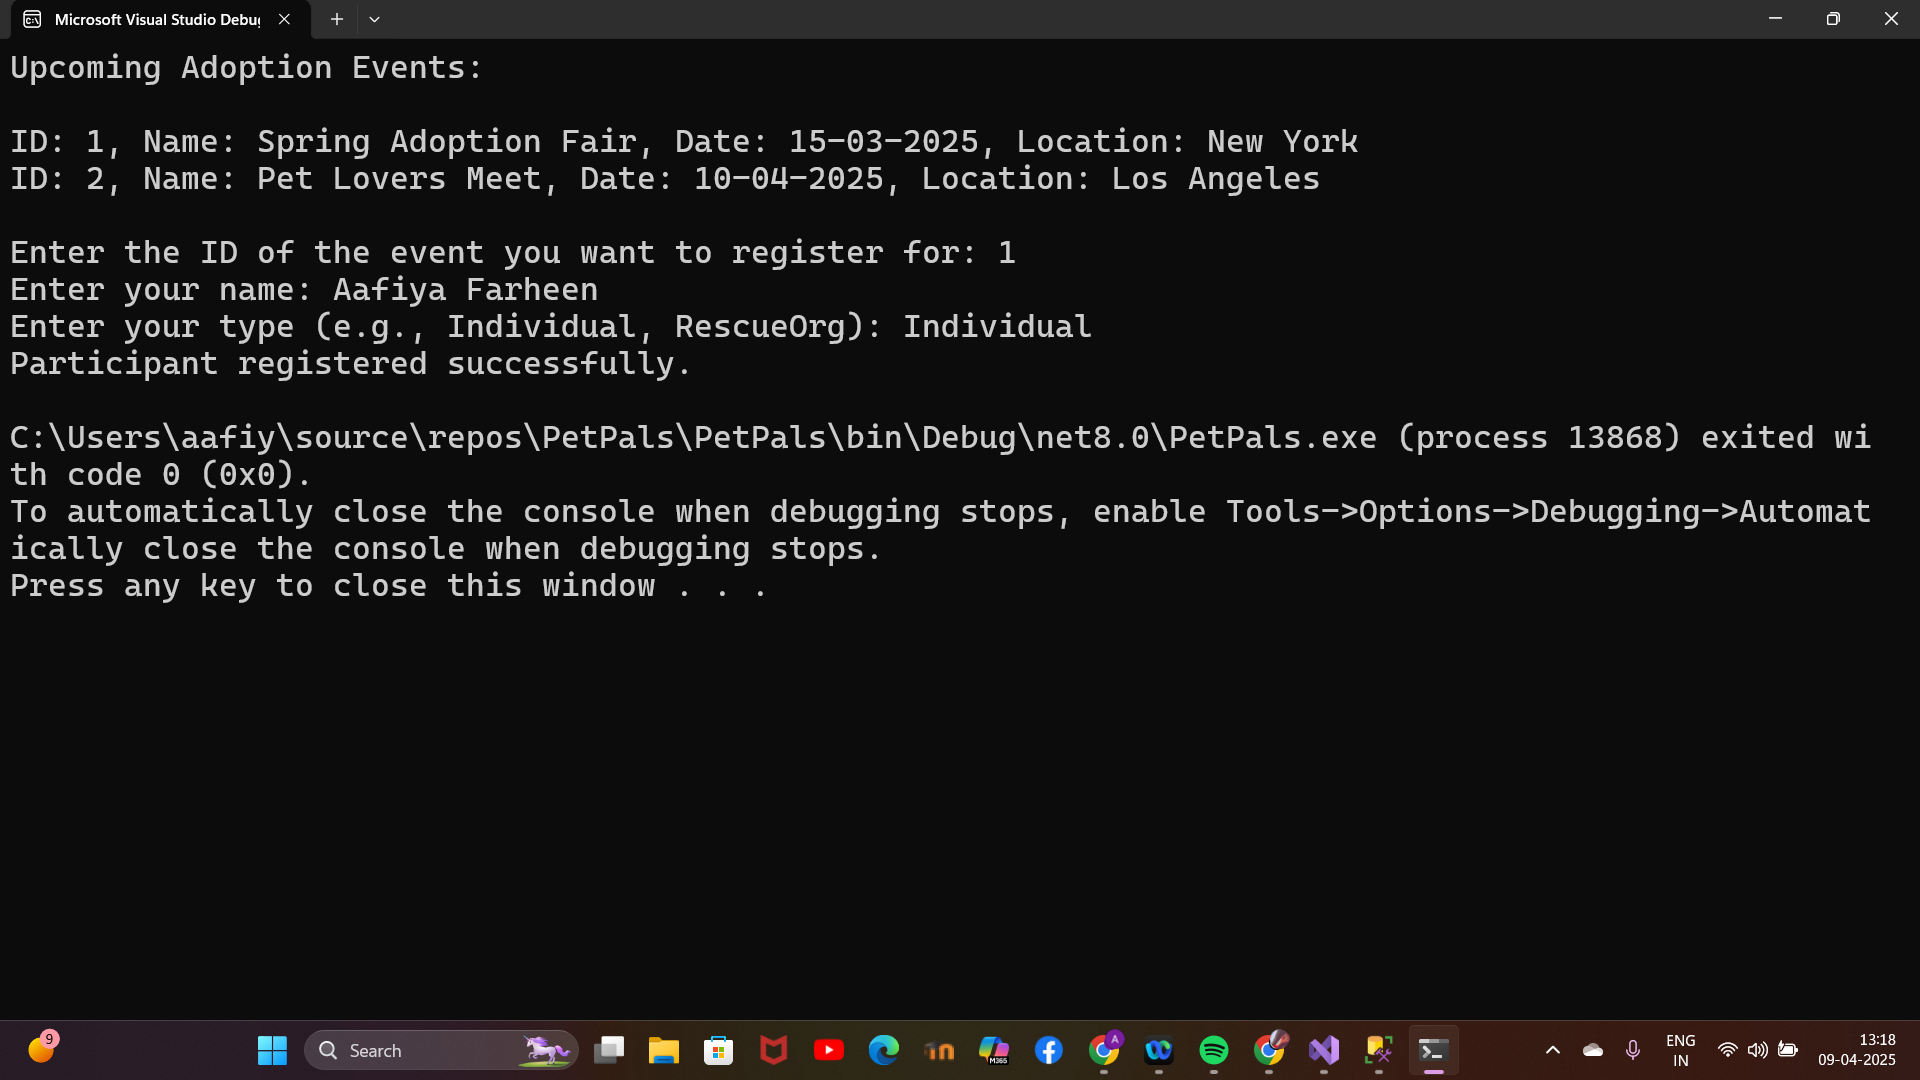 Microsoft Visual Studio Debug
Upcoming Adoption Events:
ID: 1, Name: Spring Adoption Fair, Date: 15-03-2025, Location: New York
ID: 2, Name: Pet Lovers Meet, Date: 10-04-2025, Location: Los Angeles
Enter the ID of the event you want to register for: 1
Enter your name: Aafiya Farheen
Enter your type (e.g., Individual, RescueOrg): Individual
Participant registered successfully.
C:\Users\aafiy\source\repos\PetPals\PetPals\bin\Debug\net8.0\PetPals.exe (process 13868) exited wi
th code 0 (0x0).
To automatically close the console when debugging stops, enable Tools->Options->Debugging->Automat
ically close the console when debugging stops.
Press any key to close this window . . .
9
Search
M365
A
ENG
IN
13:18
09-04-2025